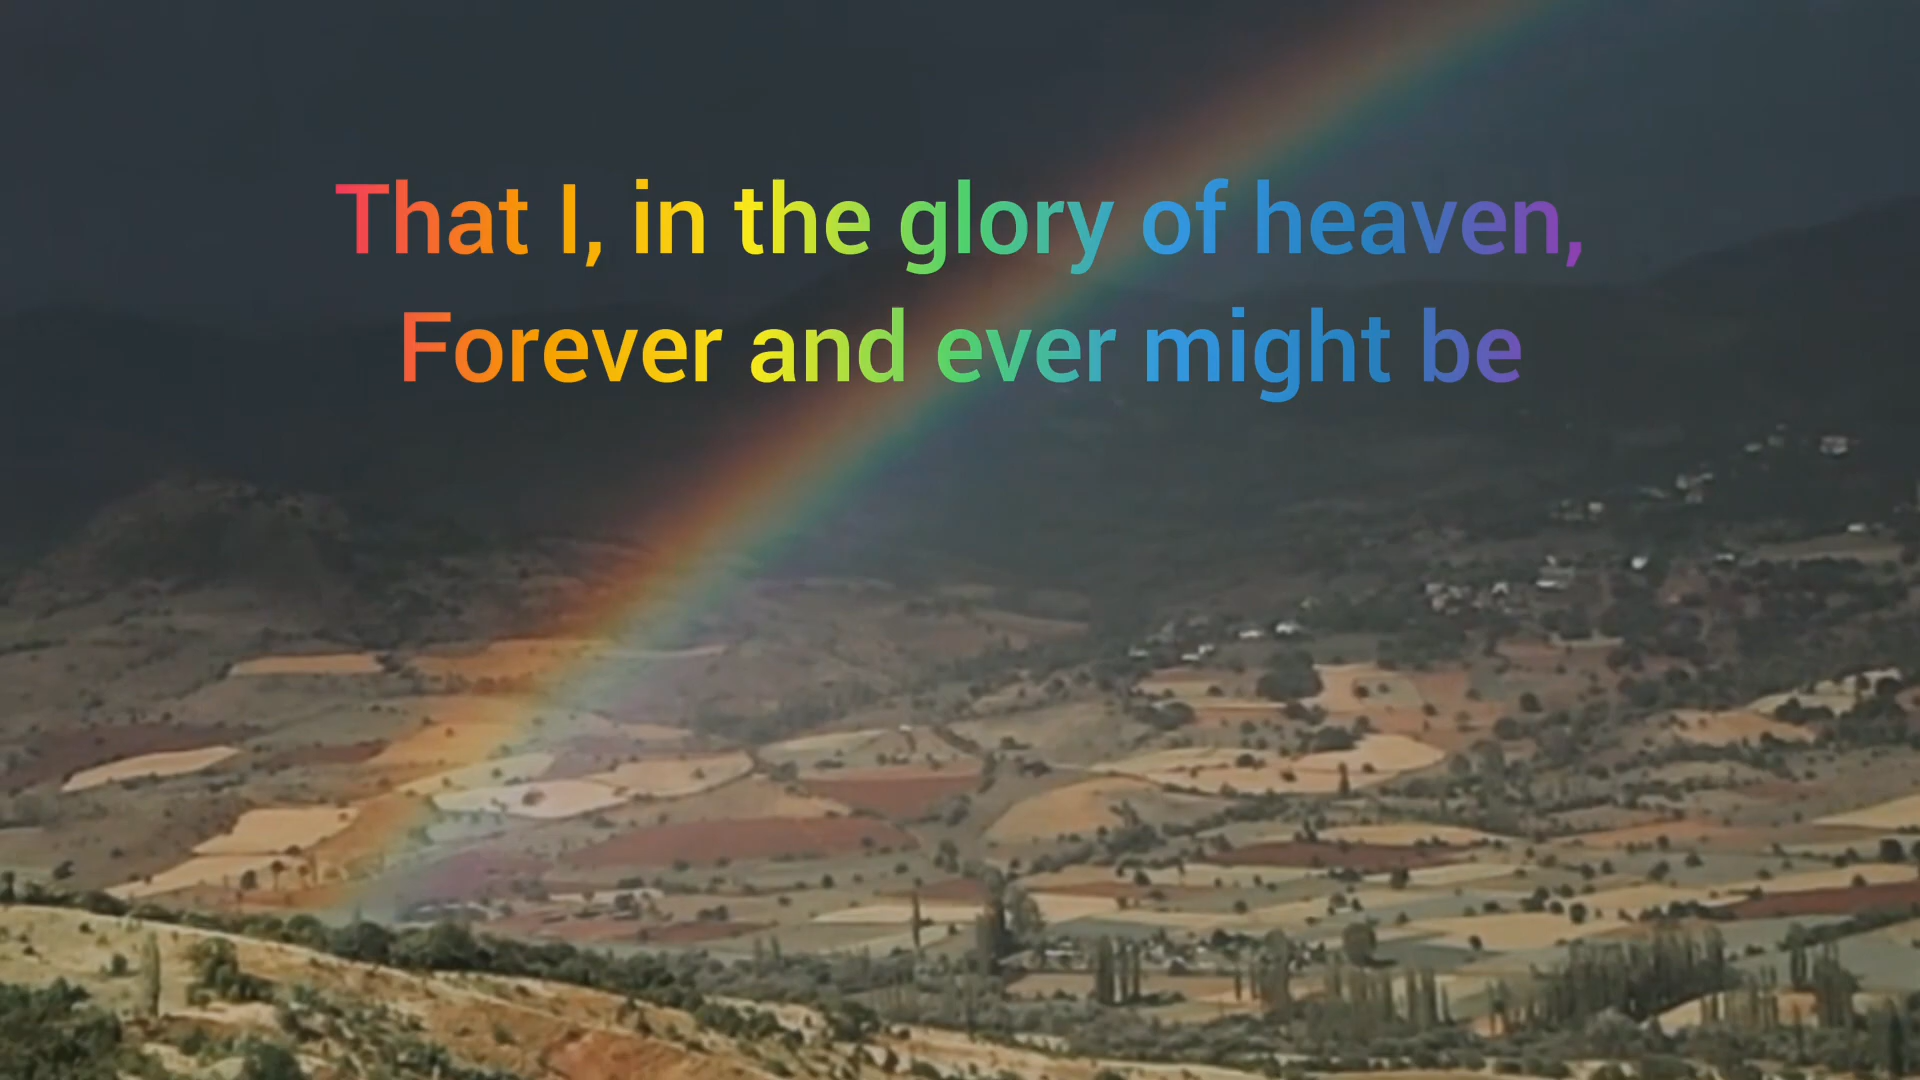 That I, in the glory of heaven,
Forever and ever might be